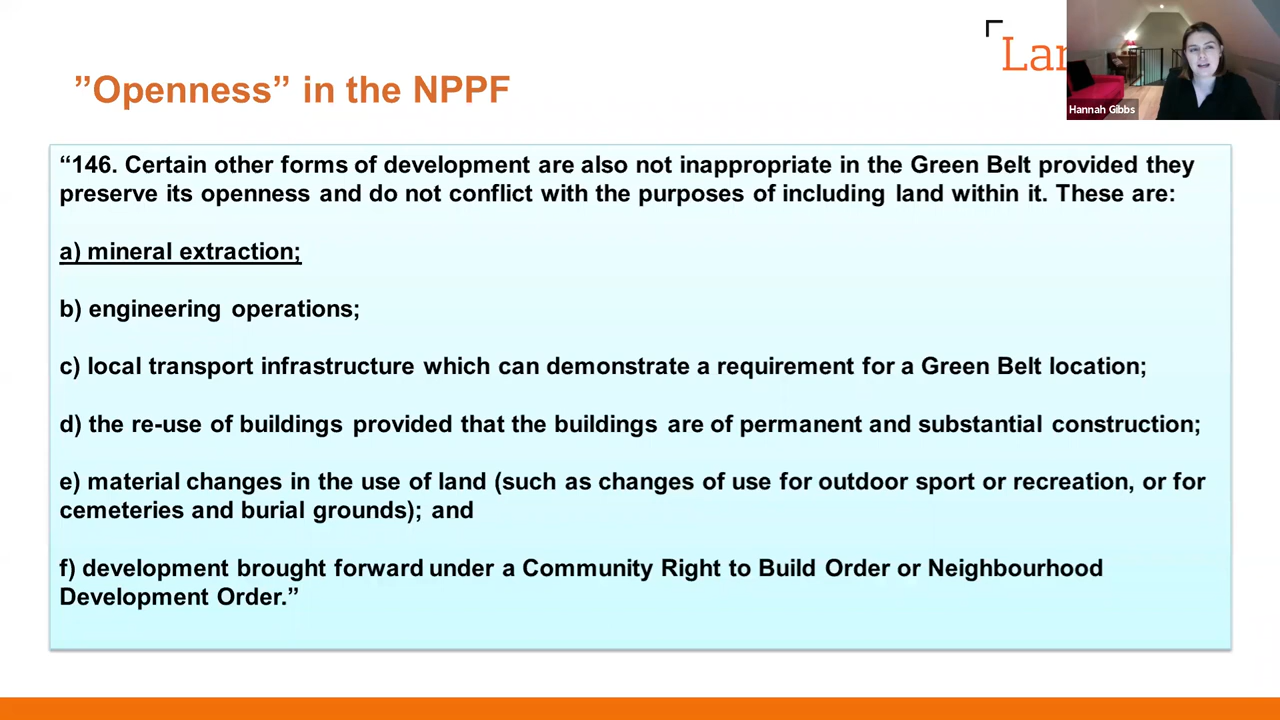 Lan
Hannah Gibbs
”Openness” in the NPPF
“146. Certain other forms of development are also not inappropriate in the Green Belt provided they
preserve its openness and do not conflict with the purposes of including land within it. These are:
a) mineral extraction;
b) engineering operations;
c) local transport infrastructure which can demonstrate a requirement for a Green Belt location;
d) the re-use of buildings provided that the buildings are of permanent and substantial construction;
e) material changes in the use of land (such as changes of use for outdoor sport or recreation, or for
cemeteries and burial grounds); and
f) development brought forward under a Community Right to Build Order or Neighbourhood
Development Order.”